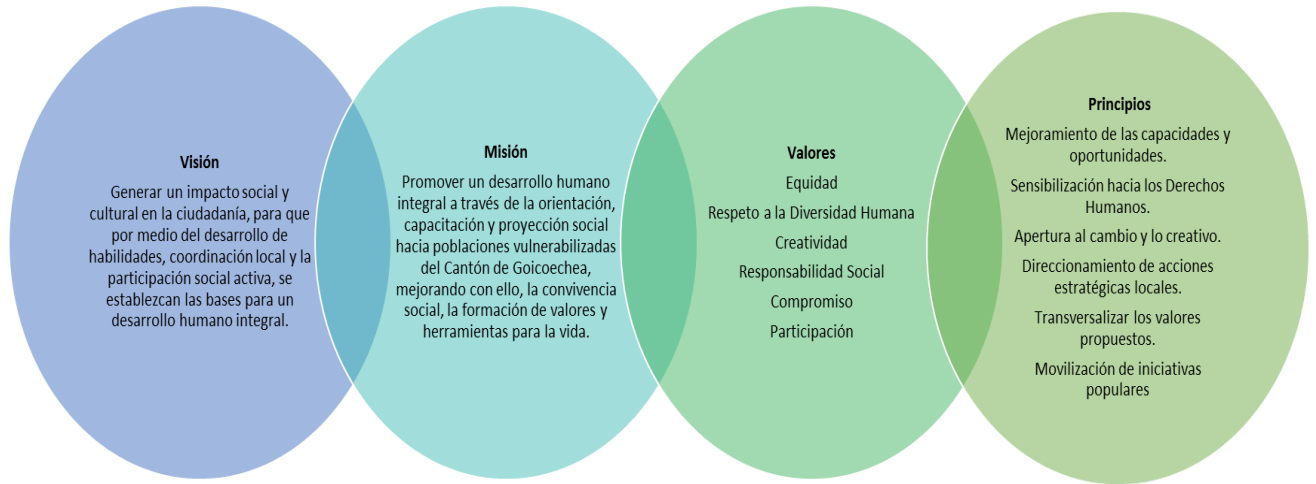 Visión
Generar un impacto social y
cultural en la ciudadanía, para que
por medio del desarrollo de
habilidades, coordinación local y la
participación social activa, se
establezcan las bases para un
desarrollo humano integral.
Misión
Promover un desarrollo humano
integral a través de la orientación,
capacitación y proyección social
hacia poblaciones vulnerabilizadas
del Cantón de Goicoechea,
mejorando con ello, la convivencia
social, la formación de valores y
herramientas para la vida.
Valores
Equidad
Respeto a la Diversidad Humana
Creatividad
Responsabilidad Social
Compromiso
Participación
Principios
Mejoramiento de las capacidades y
oportunidades.
Sensibilización hacia los Derechos
Humanos.
Apertura al cambio y lo creativo.
Direccionamiento de acciones
estratégicas locales.
Transversalizar los valores
propuestos.
Movilización de iniciativas
populares